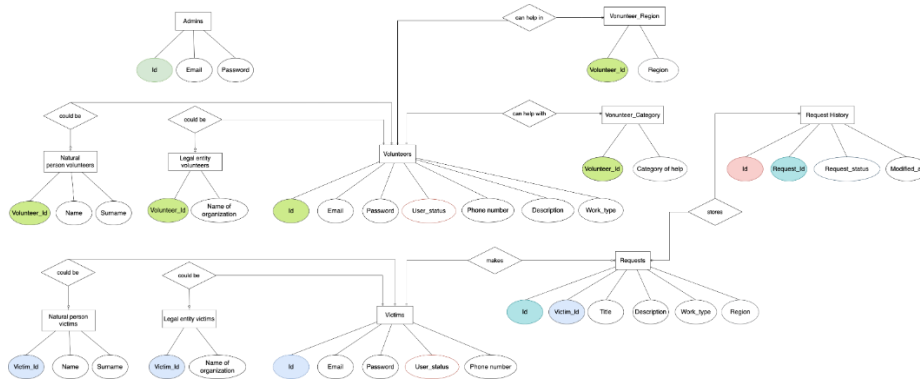 can help in
Vonunteer_Region
Admins
Id
Email
Password
Volunteer_Id
Region
could be
could be
can help with
Vonunteer_Category
Request History
Natural
person volunteers
Legal entity
volunteers
Volunteers
Volunteer_Id
Category of help
Id
Request_Id
Request_status
Modified_a
Volunteer_Id
Name
Surname
Volunteer_Id
Name of
organization
Id
Email
Password
User_status
Phone number
Description
Work_type
stores
could be
could be
makes
Requests
Natural person
victims
Legal entity victims
Victims
Id
Victim_Id
Title
Description
Work_type
Region
Victim_Id
Name
Surname
Victim_Id
Name of
organization
Id
Email
Password
User_status
Phone number